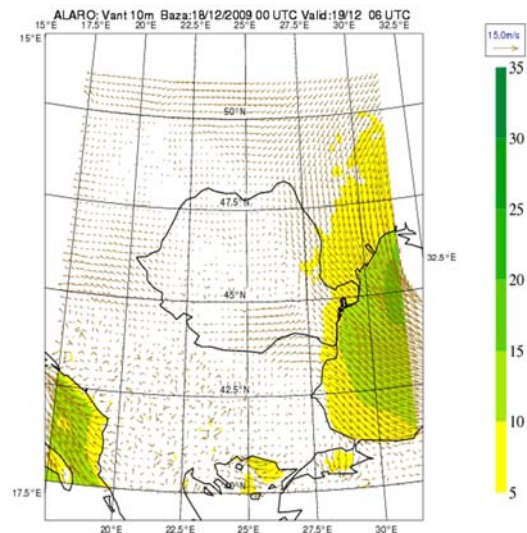 ALARO: Vant 10m Baza:18/12/2009 00 UTC Valid:19/12 06 UTC
15°E 17.5°E 20°E 22.5°E 25°E 27.5°E 30°E 32.5°E
15°E
15.0m/s
35
50°N
30
47.5°N
25
32.5°E
20
45°N
15
42.5°N
10
40°N
17.5°E
5
20°E 22.5°E 25°E 27.5°E 30°E